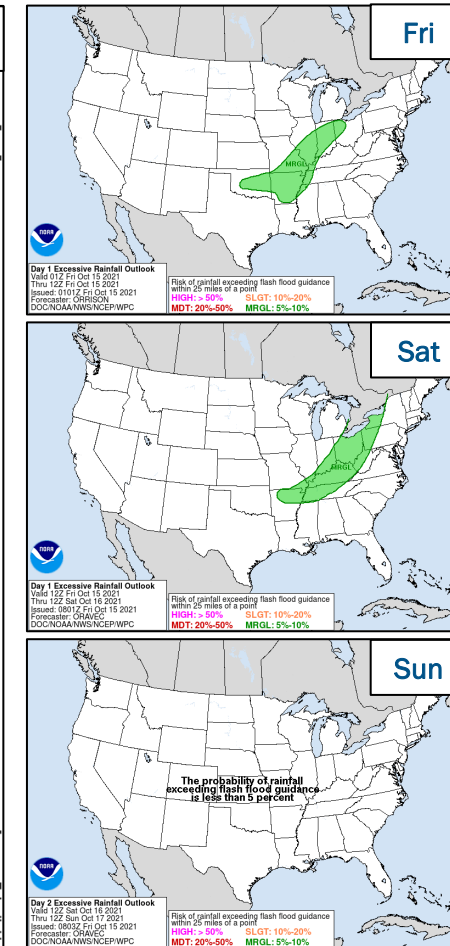 Fri
MRGL
NOAA
Day 1 Excessive Rainfall Outlook
Valid 01Z Fri Oct 15 2021
Thru 12Z Fri Oct 15 2021
Issued: 0101Z Fri Oct 15 2021
Forecaster: ORRISON
DOC/NOAA/NWS/NCEP/WPC
Risk of rainfall exceeding flash flood guidance
within 25 miles of a point
HIGH: > 50% SLGT: 10%-20%
MDT: 20%-50% MRGL: 5%-10%
Sat
MRGL
NOAA
Day 1 Excessive Rainfall Outlook
Valid 12Z Fri Oct 15 2021
Thru 12Z Sat Oct 16 2021
Issued: 0801Z Fri Oct 15 2021
Forecaster: ORAVEC
DOC/NOAA/NWS/NCEP/WPC
Risk of rainfall exceeding flash flood guidance
within 25 miles of a point
HIGH: > 50% SLGT: 10%-20%
MDT: 20%-50% MRGL: 5%-10%
Sun
The probability of rainfall
exceeding flash flood guidance
is less than 5 percent
NOAA
Day 2 Excessive Rainfall Outlook
Valid 12Z Sat Oct 16 2021
Thru 12Z Sun Oct 17 2021
Issued: 0803Z Fri Oct 15 2021
Forecaster: ORAVEC
DOC/NOAA/NWS/NCEP/WPC
Risk of rainfall exceeding flash flood guidance
within 25 miles of a point
HIGH: > 50% SLGT: 10%-20%
MDT: 20%-50% MRGL: 5%-10%